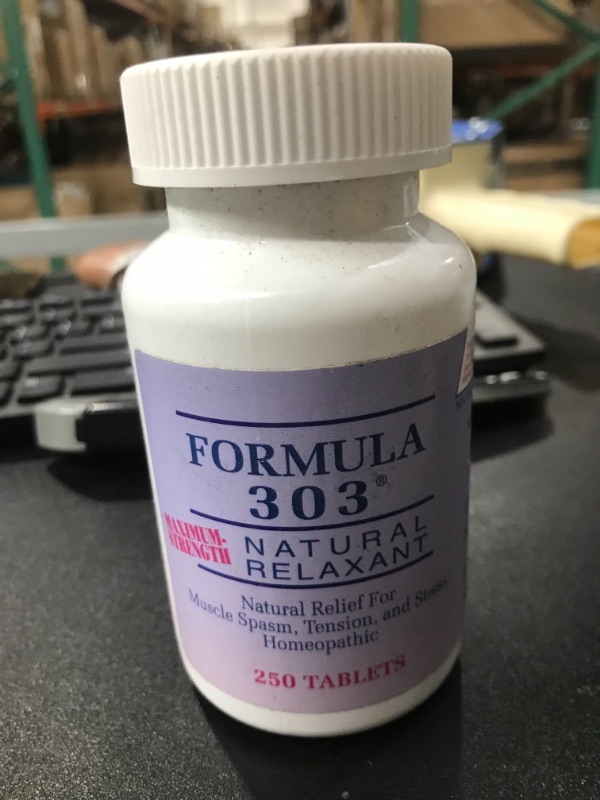 FORMULA
303®
MAXIMUM-
STRENGTH
NATURAL
RELAXANT
Natural Relief For
Muscle Spasm, Tension, and Stress
Homeopathic
250 TABLETS